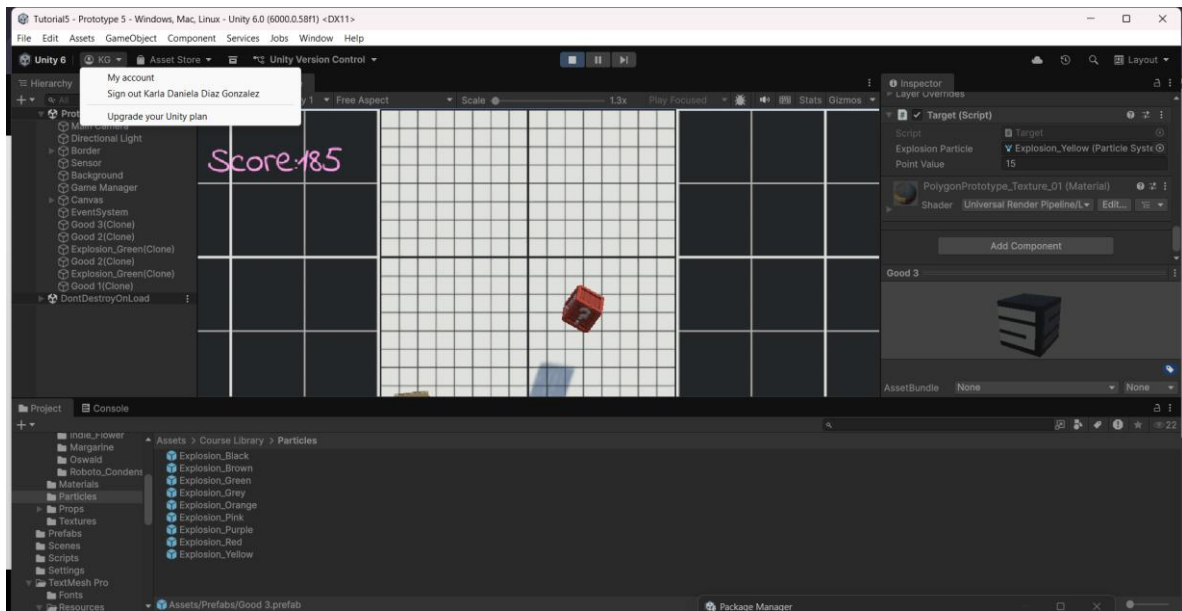 Tutorial5 - Prototype 5 - Windows, Mac, Linux - Unity 6.0 (6000.0.58f1) <DX11>
File Edit Assets GameObject Component Services Jobs Window Help
Unity 6 KG Asset Store Unity Version Control Layout
My account
Sign out Karla Daniela Diaz Gonzalez
Upgrade your Unity plan
Hierarchy
All
Free Aspect Scale 1.3x Play Focused Stats Gizmos
Main Camera
Directional Light
Border
Sensor
Background
Game Manager
Canvas
EventSystem
Good 3(Clone)
Good 2(Clone)
Explosion_Green(Clone)
Good 2(Clone)
Explosion_Green(Clone)
Good 1(Clone)
DontDestroyOnLoad
Score:185
?
Inspector
Layer Overrides
Target (Script)
Script Target
Explosion Particle Explosion_Yellow (Particle Syste
Point Value 15
PolygonPrototype_Texture_01 (Material)
Shader Universal Render Pipeline/L Edit...
Add Component
Good 3
AssetBundle None None
Project Console
22
Indie_Flower
Margarine
Oswald
Roboto_Condens
Materials
Particles
Props
Textures
Prefabs
Scenes
Scripts
Settings
TextMesh Pro
Fonts
Resources
Assets > Course Library > Particles
Explosion_Black
Explosion_Brown
Explosion_Green
Explosion_Grey
Explosion_Orange
Explosion_Pink
Explosion_Purple
Explosion_Red
Explosion_Yellow
Assets/Prefabs/Good 3.prefab
Package Manager